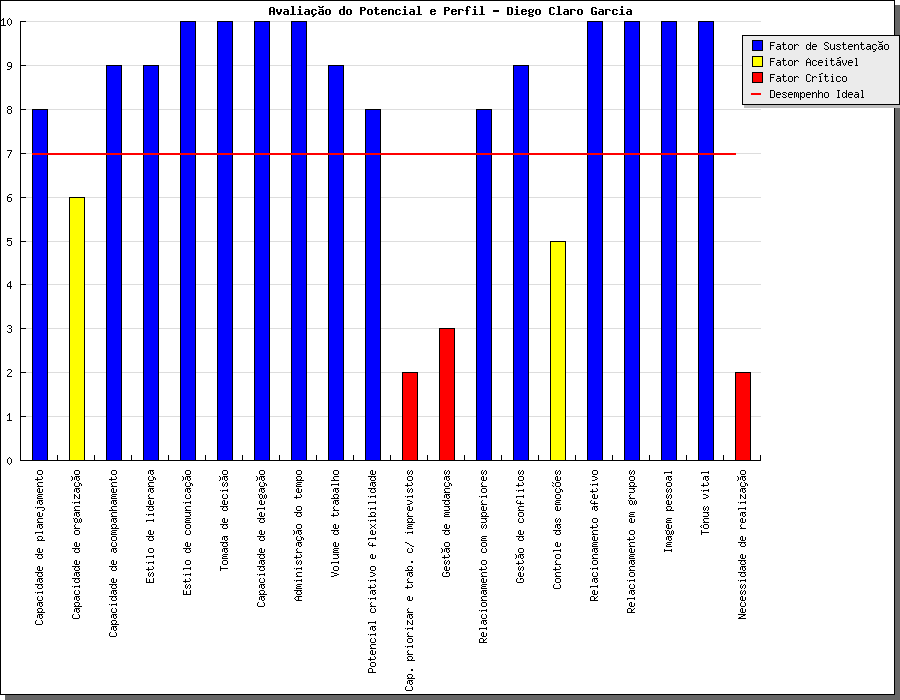 Avaliação do Potencial e Perfil - Diego Claro Garcia
Fator de Sustentação
Fator Aceitável
Fator Crítico
Desempenho Ideal
10
9
8
7
6
5
4
3
2
1
0
Capacidade de planejamento
Capacidade de organização
Capacidade de acompanhamento
Estilo de liderança
Estilo de comunicação
Tomada de decisão
Capacidade de delegação
Administração do tempo
Volume de trabalho
Potencial criativo e flexibilidade
Cap. priorizar e trab. c/ imprevistos
Gestão de mudanças
Relacionamento com superiores
Gestão de conflitos
Controle das emoções
Relacionamento afetivo
Relacionamento em grupos
Imagem pessoal
Tônus vital
Necessidade de realização